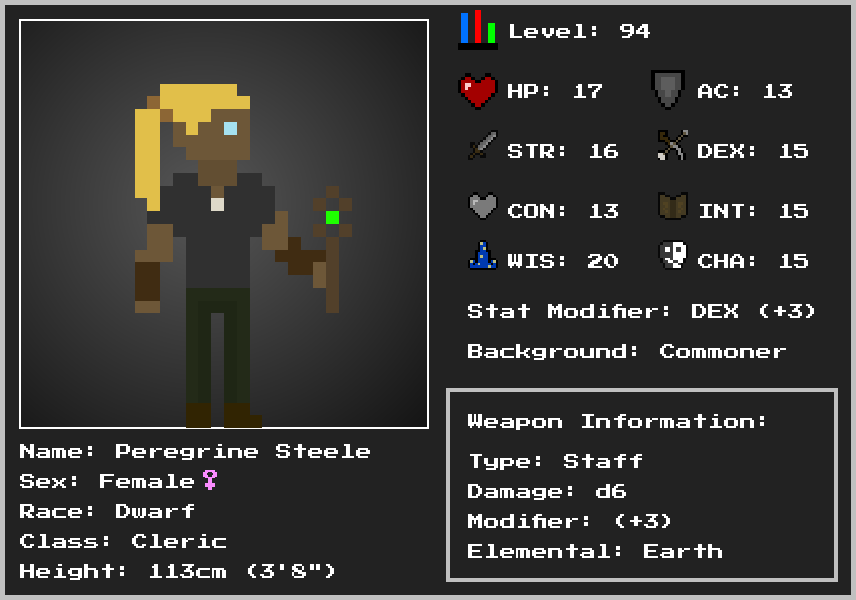 Level: 94
HP: 17
AC: 13
STR: 16
DEX: 15
CON: 13
INT: 15
WIS: 20
CHA: 15
Stat Modifier: DEX (+3)
Background: Commoner
Weapon Information:
Type: Staff
Damage: d6
Modifier: (+3)
Elemental: Earth
Name: Peregrine Steele
Sex: Female♀
Race: Dwarf
Class: Cleric
Height: 113cm (3'8")